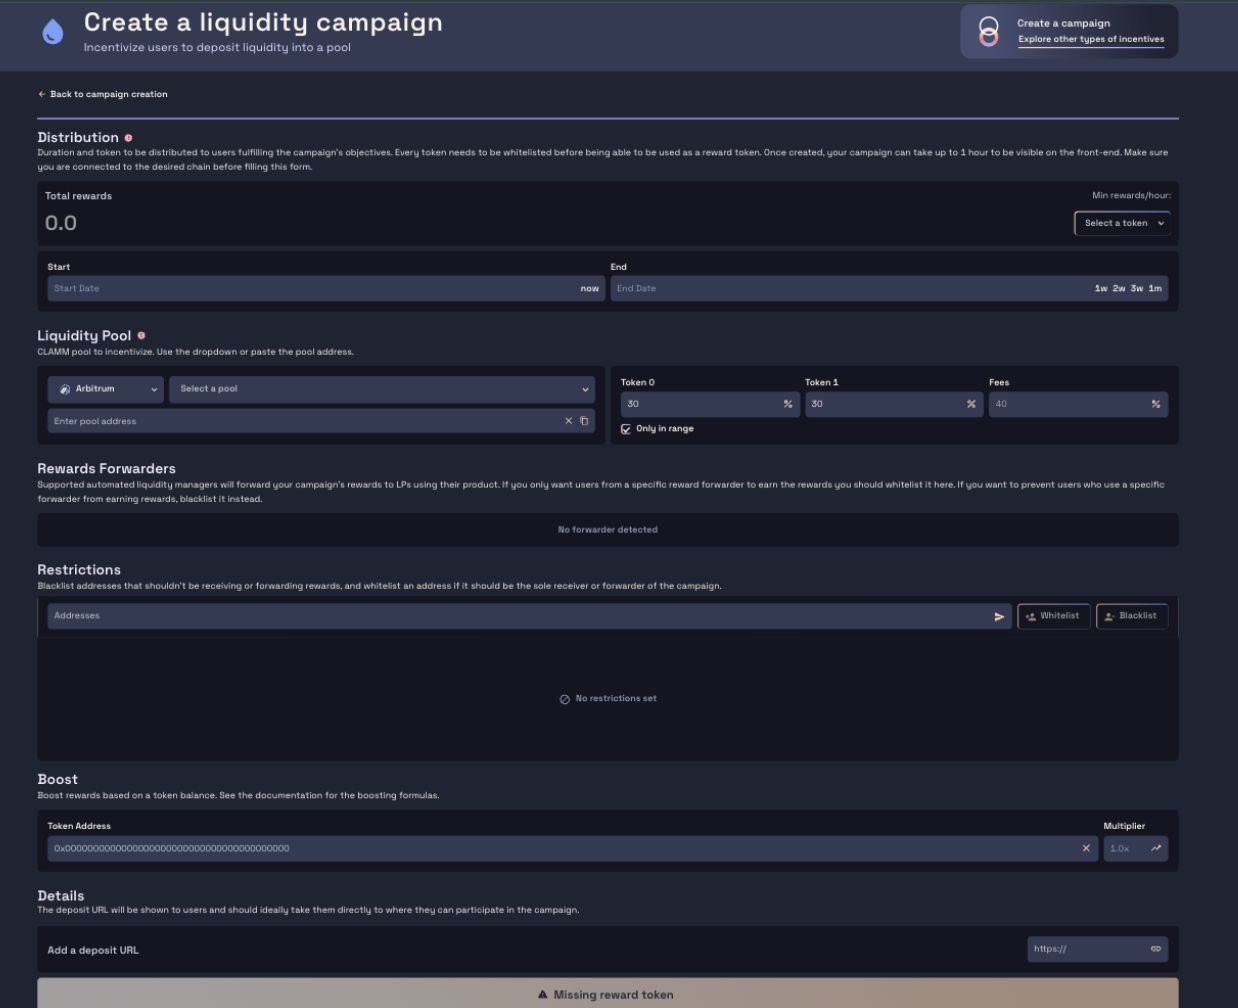 Create a liquidity campaign
Incentivize users to deposit liquidity into a pool
Create a campaign
Explore other types of incentives
← Back to campaign creation
Distribution
Duration and token to be distributed to users fulfilling the campaign's objectives. Every token needs to be whitelisted before being able to be used as a reward token. Once created, your campaign can take up to 1 hour to be visible on the front-end. Make sure
you are connected to the desired chain before filling this form.
Total rewards
Min rewards/hour:
0.0
Select a token
Start
End
Start Date
now
End Date
1w 2w 3w 1m
Liquidity Pool
CLAMM pool to incentivize. Use the dropdown or paste the pool address.
Arbitrum
Select a pool
Enter pool address
Token 0
Token 1
Fees
30 %
30 %
40 %
Only in range
Rewards Forwarders
Supported automated liquidity managers will forward your campaign's rewards to LPs using their product. If you only want users from a specific reward forwarder to earn the rewards you should whitelist it here. If you want to prevent users who use a specific
forwarder from earning rewards, blacklist it instead.
No forwarder detected
Restrictions
Blacklist addresses that shouldn't be receiving or forwarding rewards, and whitelist an address if it should be the sole receiver or forwarder of the campaign.
Addresses
Whitelist
Blacklist
No restrictions set
Boost
Boost rewards based on a token balance. See the documentation for the boosting formulas.
Token Address
Multiplier
0x0000000000000000000000000000000000000000
1.0x
Details
The deposit URL will be shown to users and should ideally take them directly to where they can participate in the campaign.
Add a deposit URL
https://
Missing reward token